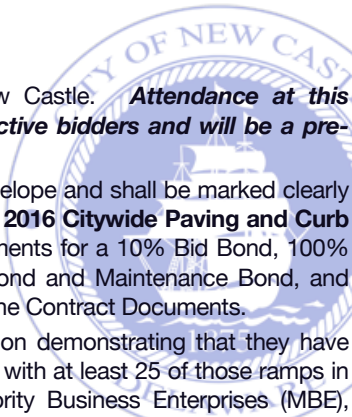 CITY OF NEW CAS
w Castle. Attendance at this
ctive bidders and will be a pre-
elope and shall be marked clearly
2016 Citywide Paving and Curb
ments for a 10% Bid Bond, 100%
ond and Maintenance Bond, and
ne Contract Documents.
on demonstrating that they have
with at least 25 of those ramps in
ority Business Enterprises (MBE),